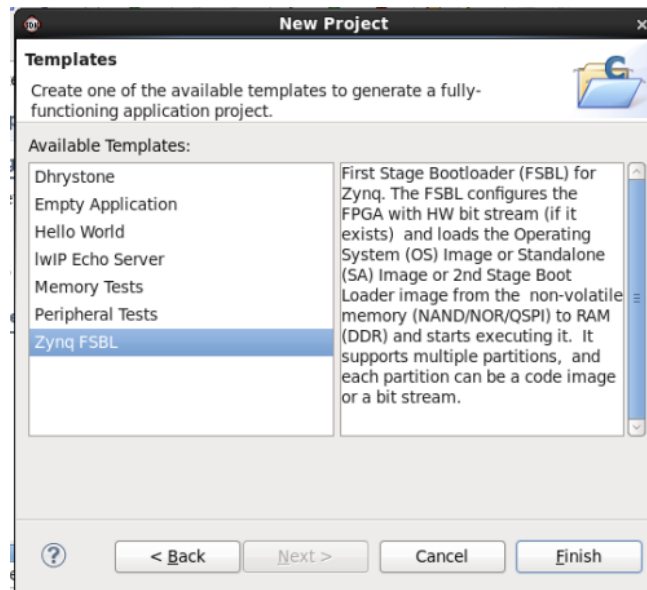 SDK
New Project
Templates
Create one of the available templates to generate a fully-
functioning application project.
Available Templates:
Dhrystone
Empty Application
Hello World
lwIP Echo Server
Memory Tests
Peripheral Tests
Zynq FSBL
First Stage Bootloader (FSBL) for
Zynq. The FSBL configures the
FPGA with HW bit stream (if it
exists)  and loads the Operating
System (OS) Image or Standalone
(SA) Image or 2nd Stage Boot
Loader image from the  non-volatile
memory (NAND/NOR/QSPI) to RAM
(DDR) and starts executing it.  It
supports multiple partitions,  and
each partition can be a code image
or a bit stream.
?
< Back
Next >
Cancel
Finish